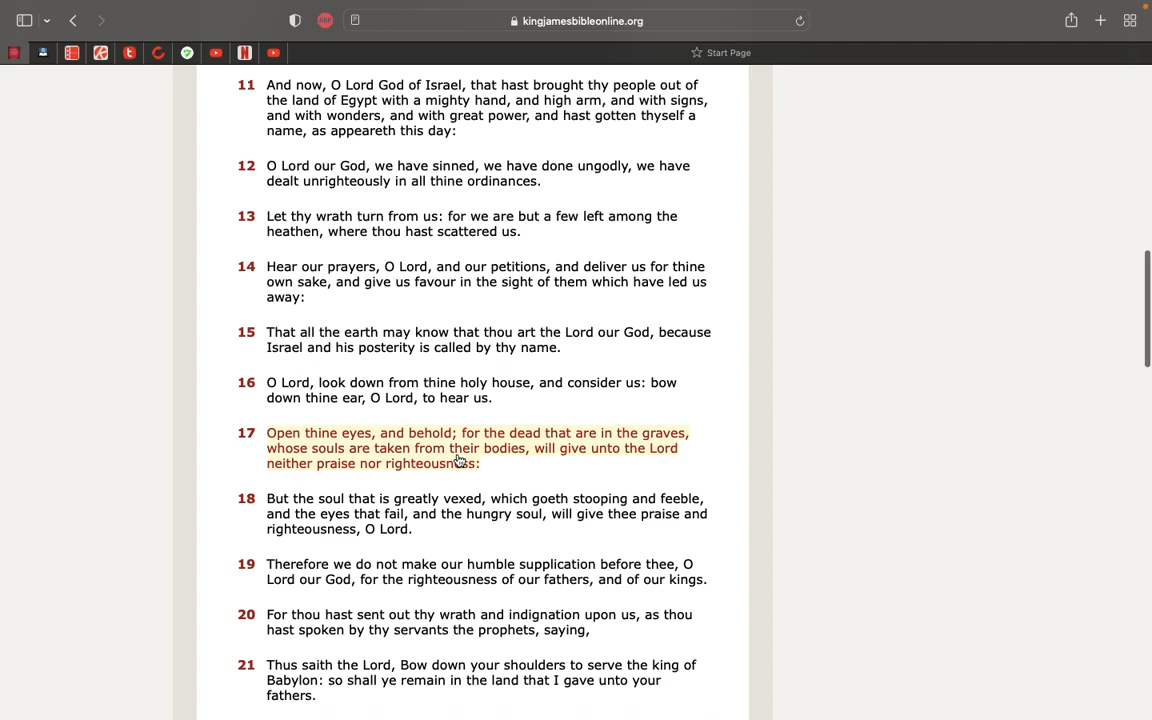 kingjamesbibleonline.org
Start Page
11 And now, O Lord God of Israel, that hast brought thy people out of
the land of Egypt with a mighty hand, and high arm, and with signs,
and with wonders, and with great power, and hast gotten thyself a
name, as appeareth this day:
12 O Lord our God, we have sinned, we have done ungodly, we have
dealt unrighteously in all thine ordinances.
13 Let thy wrath turn from us: for we are but a few left among the
heathen, where thou hast scattered us.
14 Hear our prayers, O Lord, and our petitions, and deliver us for thine
own sake, and give us favour in the sight of them which have led us
away:
15 That all the earth may know that thou art the Lord our God, because
Israel and his posterity is called by thy name.
16 O Lord, look down from thine holy house, and consider us: bow
down thine ear, O Lord, to hear us.
17 Open thine eyes, and behold; for the dead that are in the graves,
whose souls are taken from their bodies, will give unto the Lord
neither praise nor righteousness:
18 But the soul that is greatly vexed, which goeth stooping and feeble,
and the eyes that fail, and the hungry soul, will give thee praise and
righteousness, O Lord.
19 Therefore we do not make our humble supplication before thee, O
Lord our God, for the righteousness of our fathers, and of our kings.
20 For thou hast sent out thy wrath and indignation upon us, as thou
hast spoken by thy servants the prophets, saying,
21 Thus saith the Lord, Bow down your shoulders to serve the king of
Babylon: so shall ye remain in the land that I gave unto your
fathers.